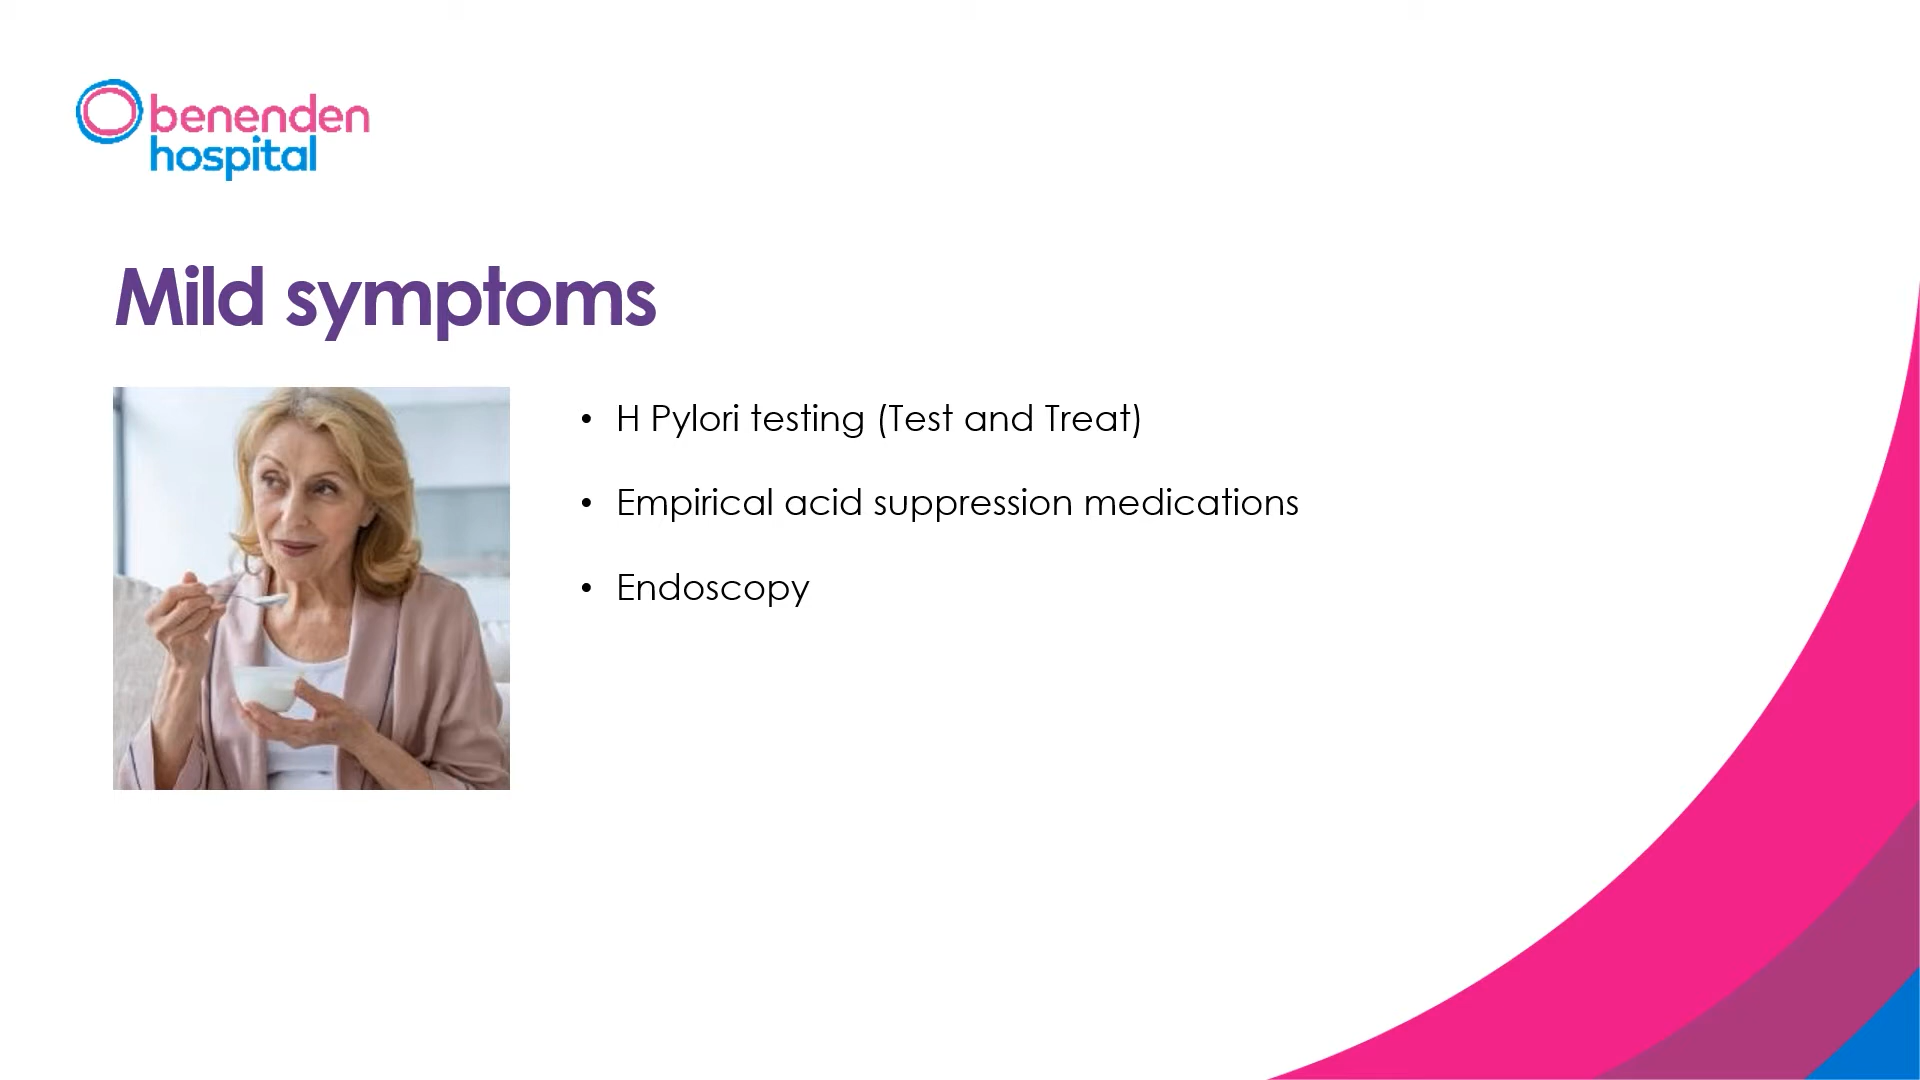 benenden
hospital
Mild symptoms
• H Pylori testing (Test and Treat)
• Empirical acid suppression medications
• Endoscopy